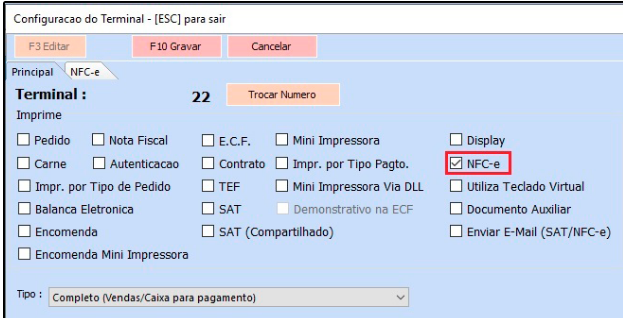 Configuracao do Terminal - [ESC] para sair
F3 Editar F10 Gravar Cancelar
Principal NFC-e
Terminal : 22 Trocar Numero
Imprime
Pedido Nota Fiscal E.C.F. Mini Impressora Display
Carne Autenticacao Contrato Impr. por Tipo Pagto. NFC-e
Impr. por Tipo de Pedido TEF Mini Impressora Via DLL Utiliza Teclado Virtual
Balanca Eletronica SAT Demonstrativo na ECF Documento Auxiliar
Encomenda SAT (Compartilhado) Enviar E-Mail (SAT/NFC-e)
Encomenda Mini Impressora
Tipo : Completo (Vendas/Caixa para pagamento)